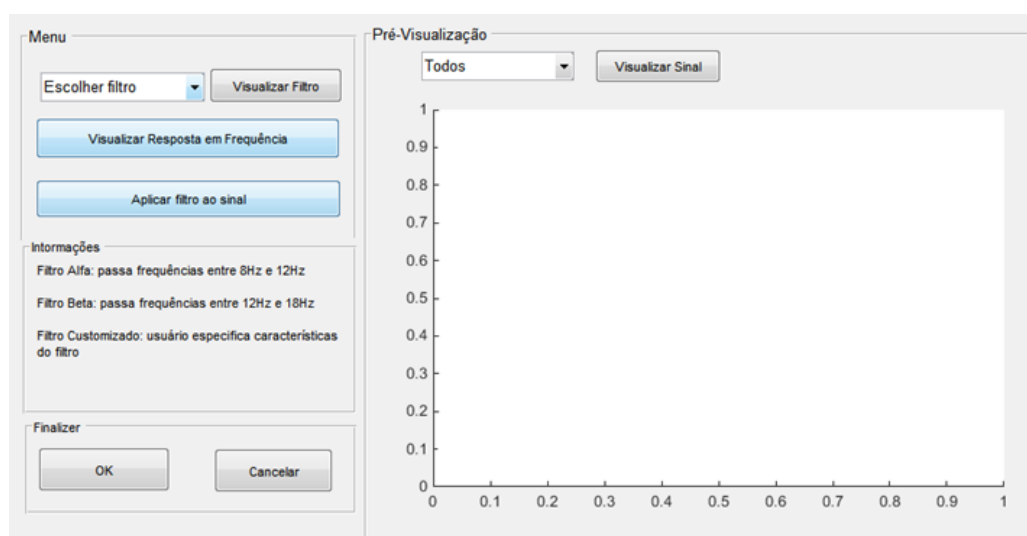 Menu
Escolher filtro
Visualizar Filtro
Visualizar Resposta em Frequência
Aplicar filtro ao sinal
Intormações
Filtro Alfa: passa frequências entre 8Hz e 12Hz
Filtro Beta: passa frequências entre 12Hz e 18Hz
Filtro Customizado: usuário especifica características
do filtro
Finalizer
OK
Cancelar
Pré-Visualização
Todos
Visualizar Sinal
1
0.9
0.8
0.7
0.6
0.5
0.4
0.3
0.2
0.1
0
0 0.1 0.2 0.3 0.4 0.5 0.6 0.7 0.8 0.9 1